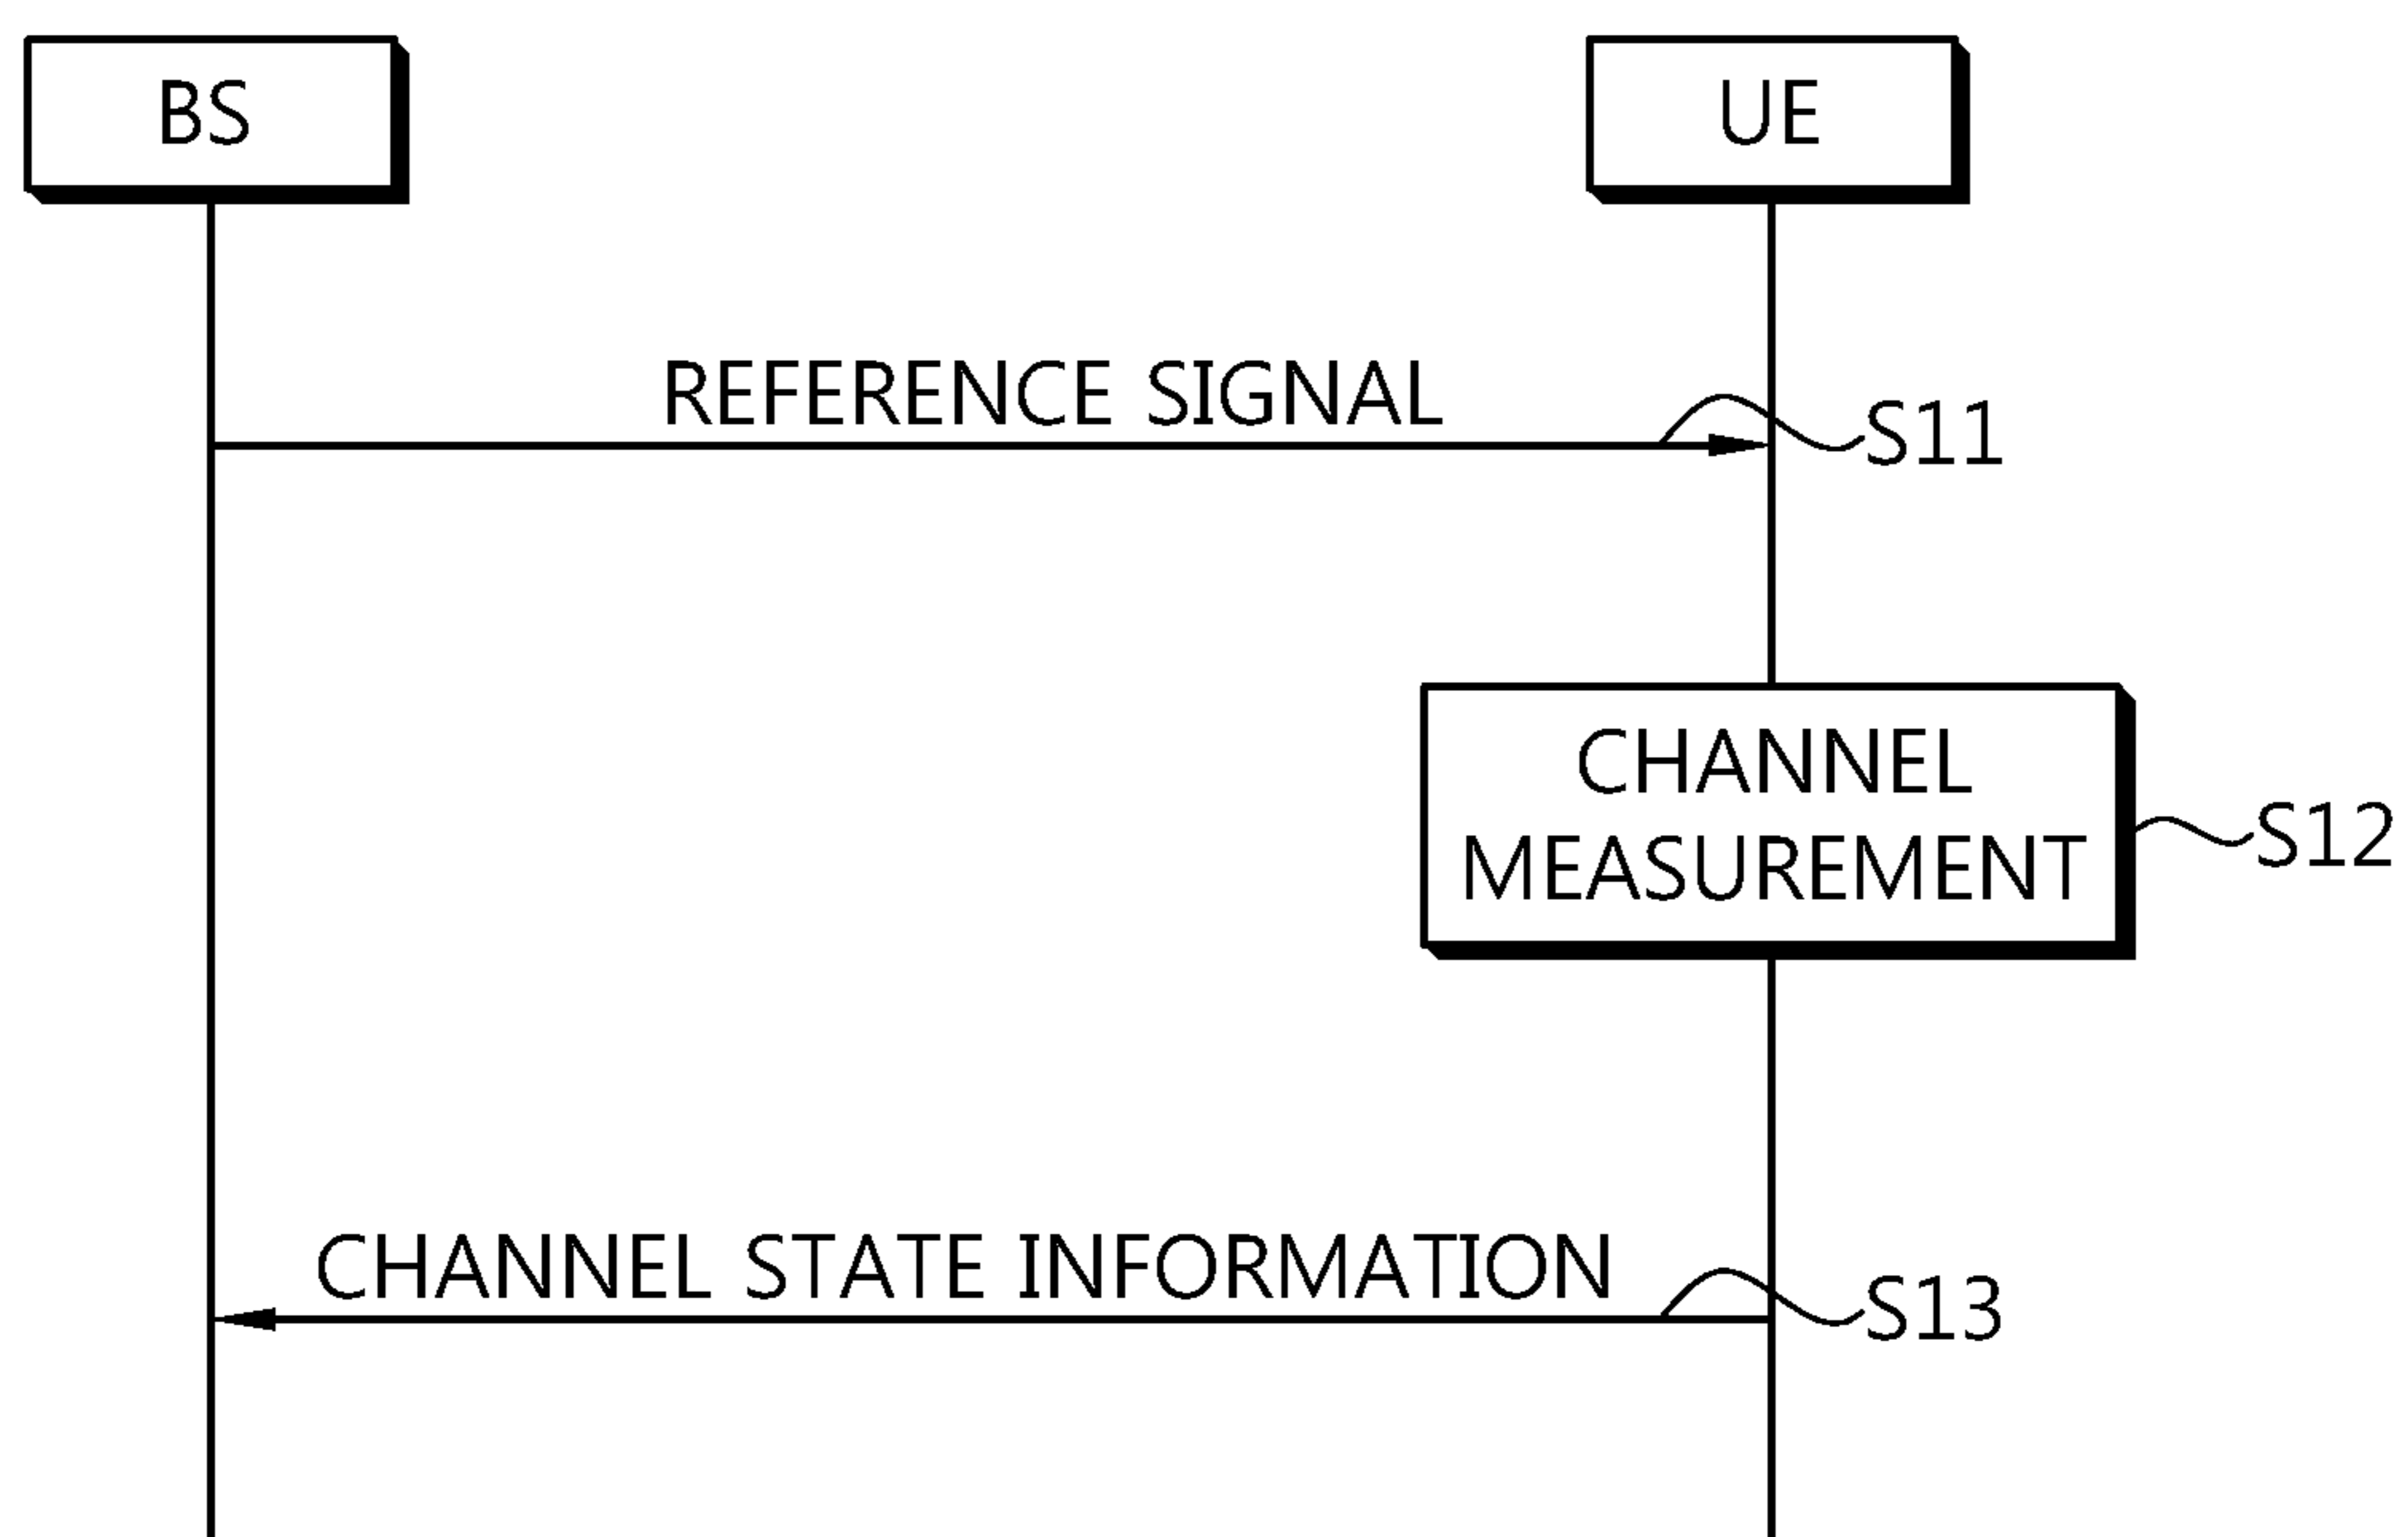 BS
UE
REFERENCE SIGNAL
S11
CHANNEL
MEASUREMENT
S12
CHANNEL STATE INFORMATION
S13